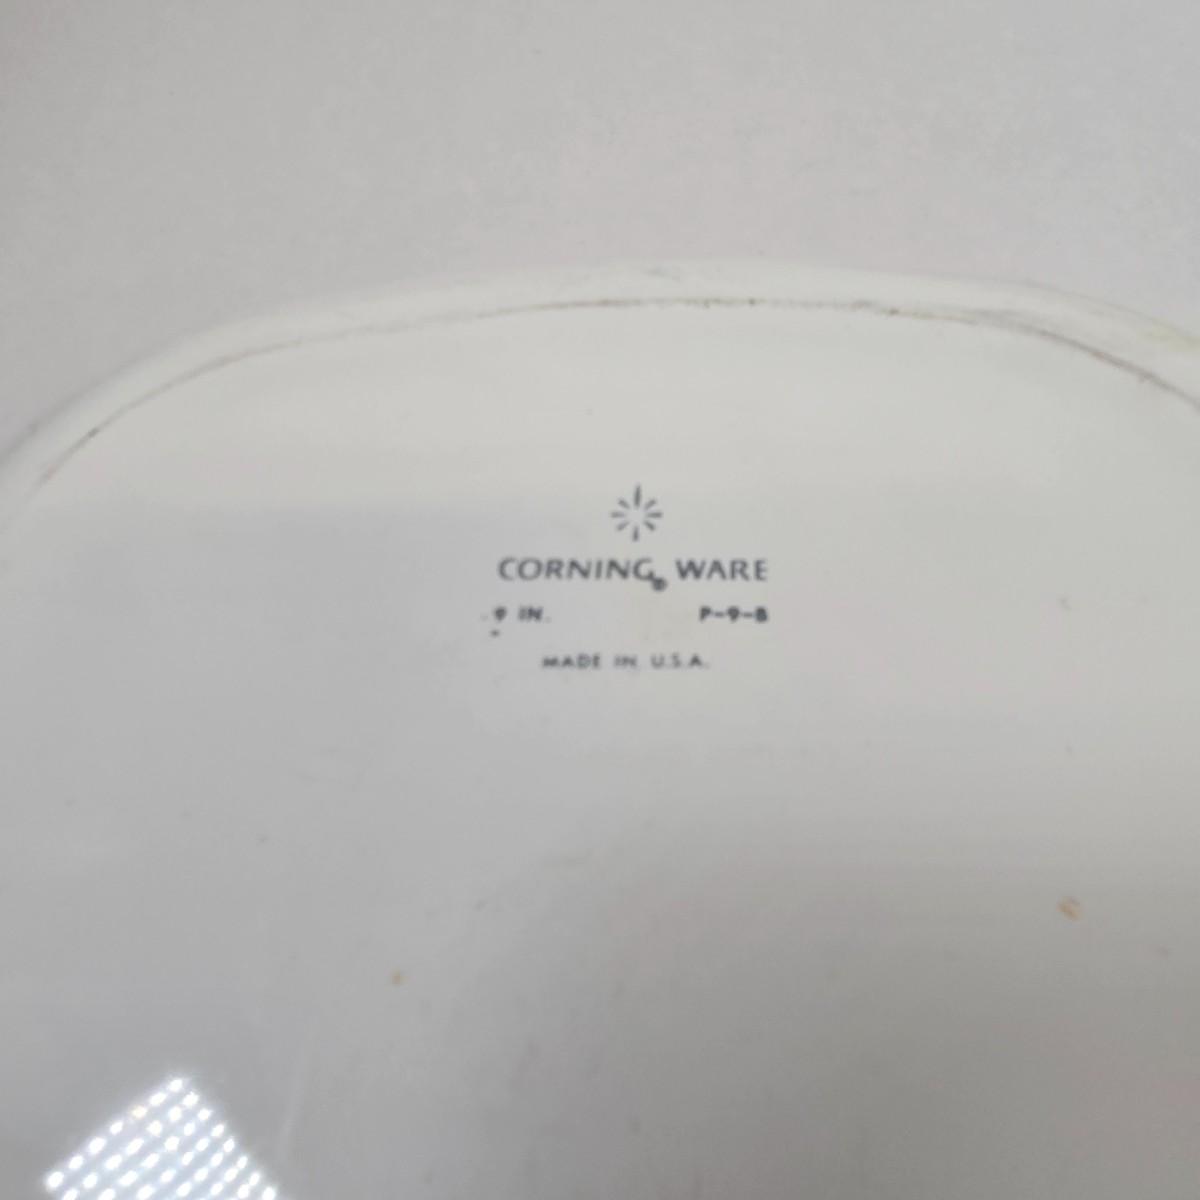 CORNING® WARE
9 IN. P-9-B
MADE IN U.S.A.